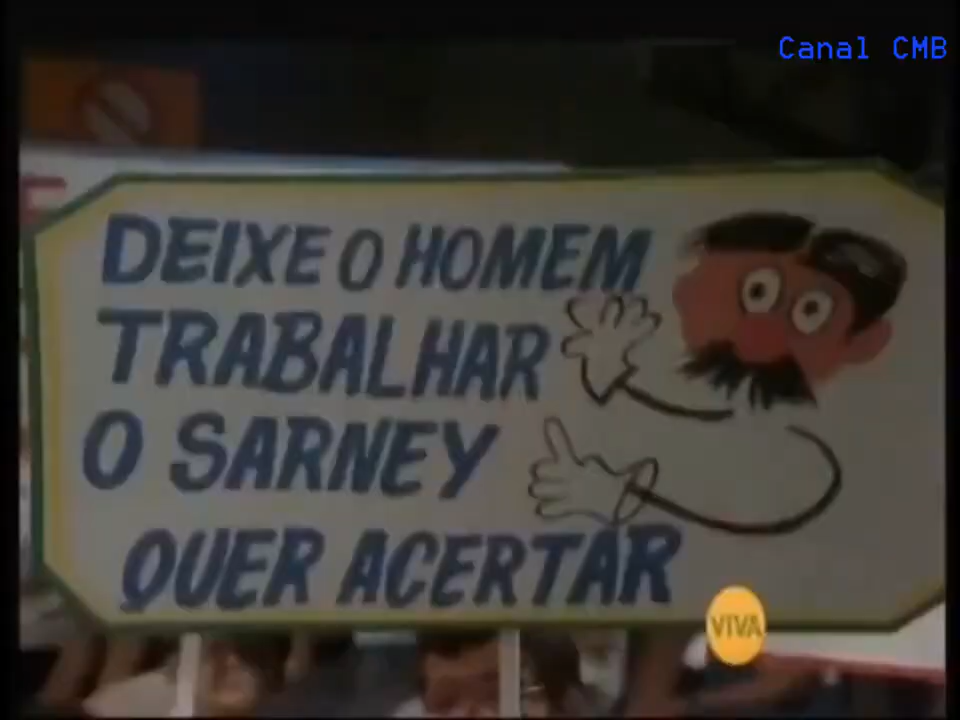 Canal CMB
DEIXE O HOMEM
TRABALHAR
O SARNEY
QUER ACERTAR
VIVA